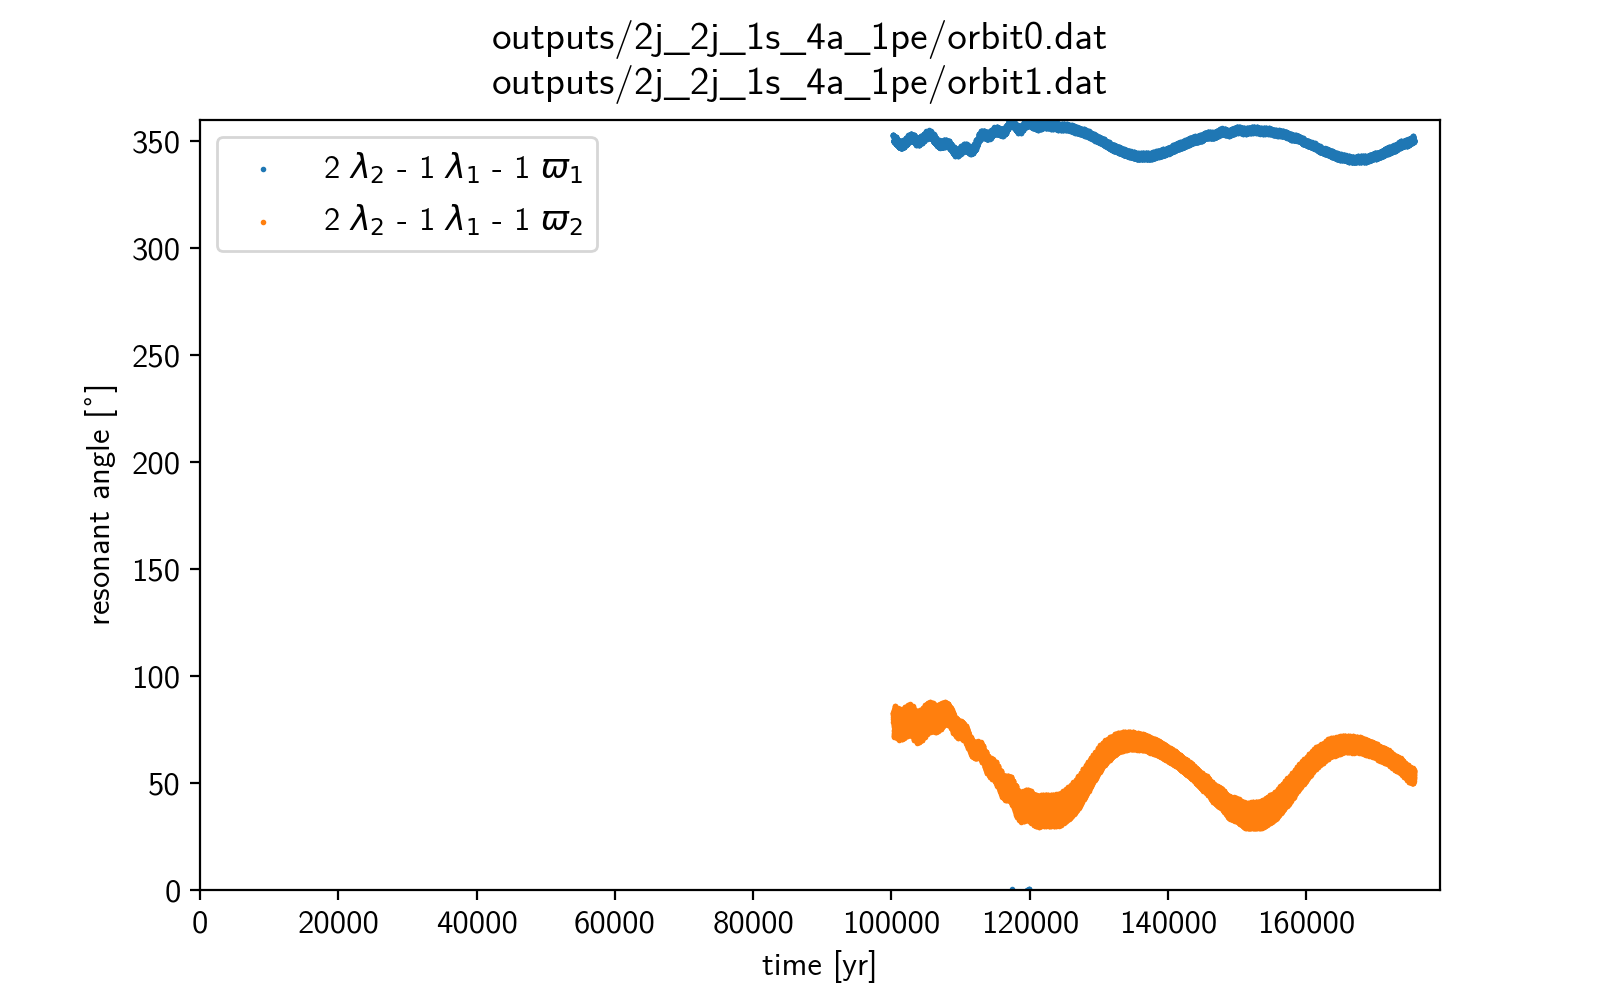 outputs/2j_2j_1s_4a_1pe/orbit0.dat
outputs/2j_2j_1s_4a_1pe/orbit1.dat
350
300
250
200
150
100
50
0
resonant angle [°]
2 λ₂ - 1 λ₁ - 1 ϖ₁
2 λ₂ - 1 λ₁ - 1 ϖ₂
0 20000 40000 60000 80000 100000 120000 140000 160000
time [yr]